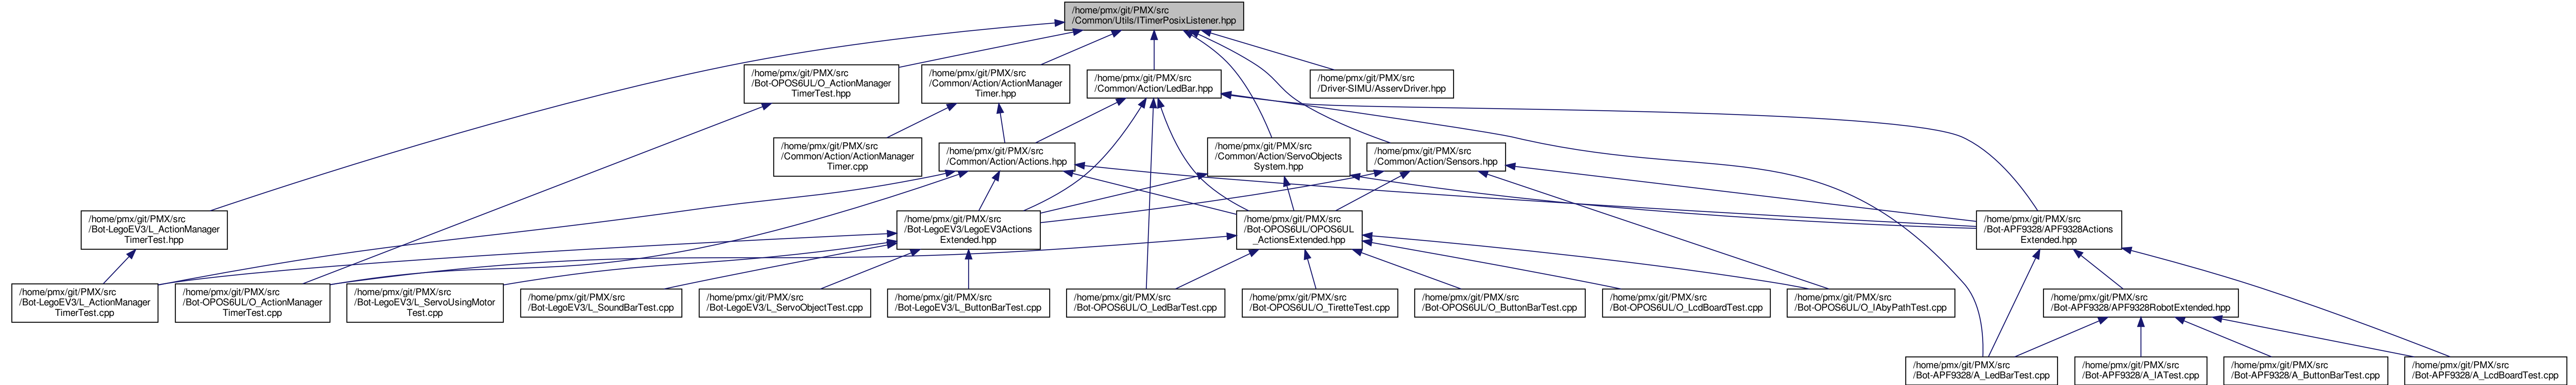 /home/pmx/git/PMX/src
/Common/Utils/ITimerPosixListener.hpp
/home/pmx/git/PMX/src
/Bot-OPOS6UL/O_ActionManager
TimerTest.hpp
/home/pmx/git/PMX/src
/Common/Action/ActionManager
Timer.hpp
/home/pmx/git/PMX/src
/Common/Action/LedBar.hpp
/home/pmx/git/PMX/src
/Driver-SIMU/AsservDriver.hpp
/home/pmx/git/PMX/src
/Common/Action/ActionManager
Timer.cpp
/home/pmx/git/PMX/src
/Common/Action/Actions.hpp
/home/pmx/git/PMX/src
/Common/Action/ServoObjects
System.hpp
/home/pmx/git/PMX/src
/Common/Action/Sensors.hpp
/home/pmx/git/PMX/src
/Bot-LegoEV3/L_ActionManager
TimerTest.hpp
/home/pmx/git/PMX/src
/Bot-LegoEV3/LegoEV3Actions
Extended.hpp
/home/pmx/git/PMX/src
/Bot-OPOS6UL/OPOS6UL
_ActionsExtended.hpp
/home/pmx/git/PMX/src
/Bot-APF9328/APF9328Actions
Extended.hpp
/home/pmx/git/PMX/src
/Bot-LegoEV3/L_ActionManager
TimerTest.cpp
/home/pmx/git/PMX/src
/Bot-OPOS6UL/O_ActionManager
TimerTest.cpp
/home/pmx/git/PMX/src
/Bot-LegoEV3/L_ServoUsingMotor
Test.cpp
/home/pmx/git/PMX/src
/Bot-LegoEV3/L_SoundBarTest.cpp
/home/pmx/git/PMX/src
/Bot-LegoEV3/L_ServoObjectTest.cpp
/home/pmx/git/PMX/src
/Bot-LegoEV3/L_ButtonBarTest.cpp
/home/pmx/git/PMX/src
/Bot-OPOS6UL/O_LedBarTest.cpp
/home/pmx/git/PMX/src
/Bot-OPOS6UL/O_TiretteTest.cpp
/home/pmx/git/PMX/src
/Bot-OPOS6UL/O_ButtonBarTest.cpp
/home/pmx/git/PMX/src
/Bot-OPOS6UL/O_LcdBoardTest.cpp
/home/pmx/git/PMX/src
/Bot-OPOS6UL/O_IAbyPathTest.cpp
/home/pmx/git/PMX/src
/Bot-APF9328/APF9328RobotExtended.hpp
/home/pmx/git/PMX/src
/Bot-APF9328/A_LedBarTest.cpp
/home/pmx/git/PMX/src
/Bot-APF9328/A_IATest.cpp
/home/pmx/git/PMX/src
/Bot-APF9328/A_ButtonBarTest.cpp
/home/pmx/git/PMX/src
/Bot-APF9328/A_LcdBoardTest.cpp